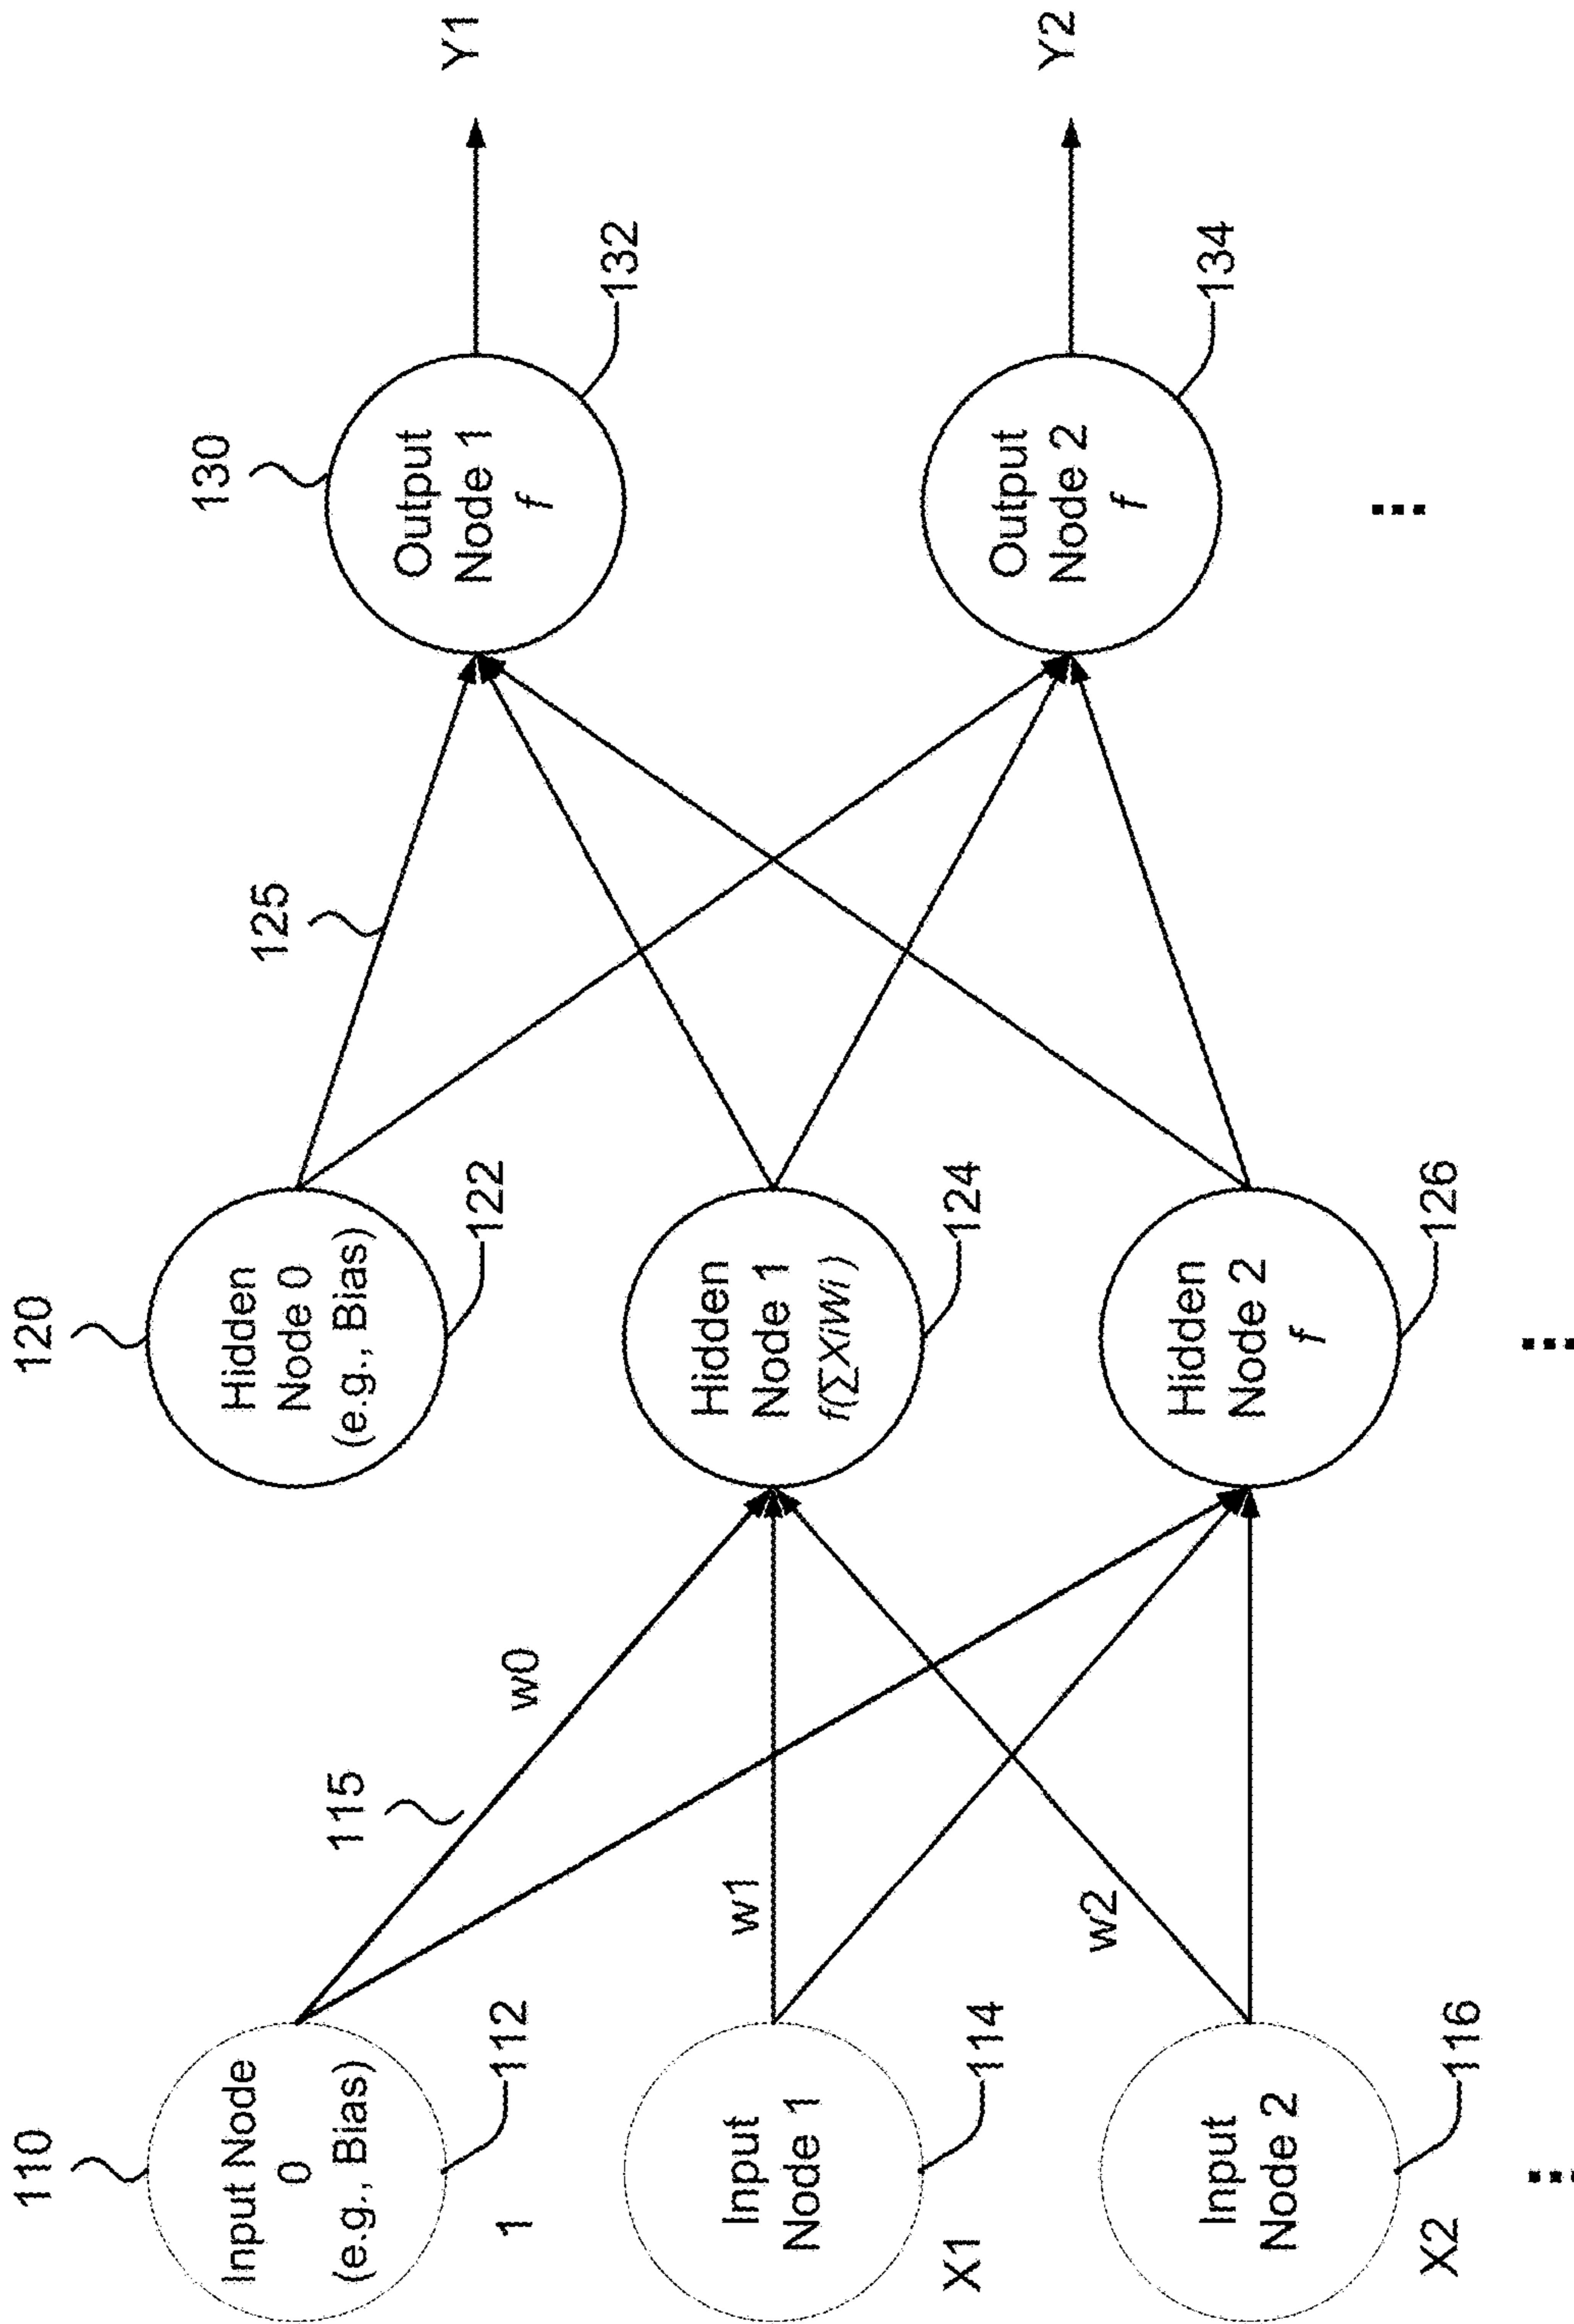 110
Input Node
0
(e.g., Bias)
112
1
Input
Node 1
114
X1
Input
Node 2
116
X2
...
115
w0
w1
w2
120
Hidden
Node 0
(e.g., Bias)
122
Hidden
Node 1
f(∑XiWi )
124
Hidden
Node 2
f
126
...
125
130
Output
Node 1
f
132
Output
Node 2
f
134
...
Y1
Y2